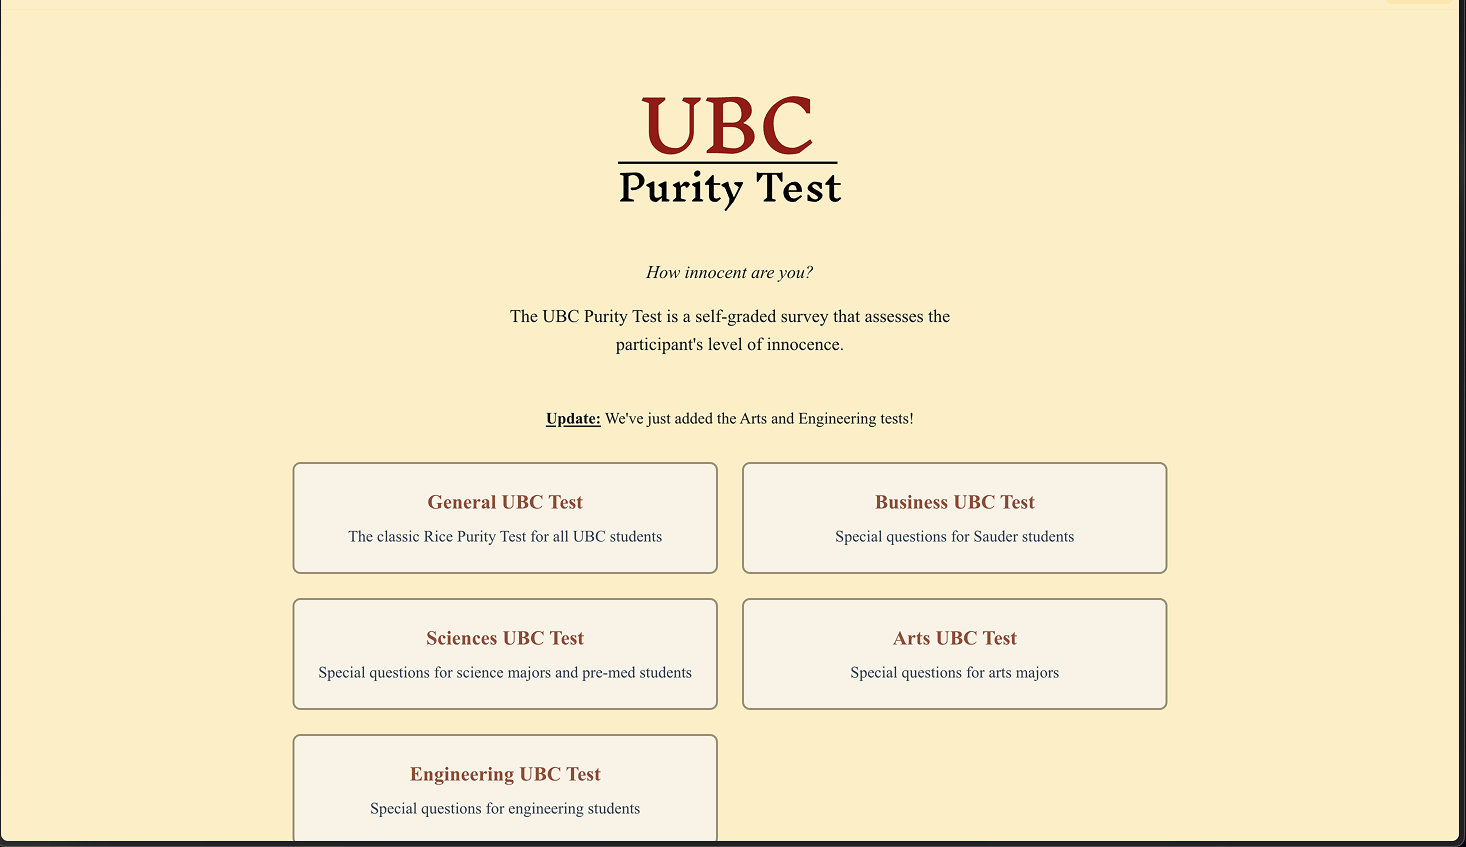 UBC
Purity Test
How innocent are you?
The UBC Purity Test is a self-graded survey that assesses the
participant's level of innocence.
Update: We've just added the Arts and Engineering tests!
General UBC Test
The classic Rice Purity Test for all UBC students
Business UBC Test
Special questions for Sauder students
Sciences UBC Test
Special questions for science majors and pre-med students
Arts UBC Test
Special questions for arts majors
Engineering UBC Test
Special questions for engineering students